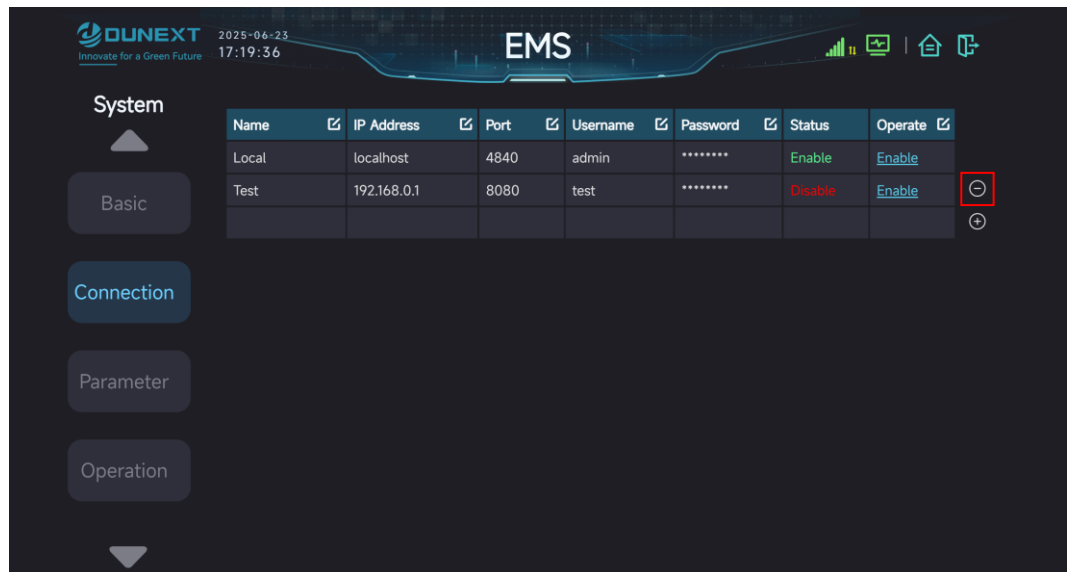 DUNEXT
Innovate for a Green Future
2025-06-23
17:19:36
EMS
System
Basic
Connection
Parameter
Operation
Name IP Address Port Username Password Status Operate
Local localhost 4840 admin ******** Enable Enable
Test 192.168.0.1 8080 test ******** Disable Enable